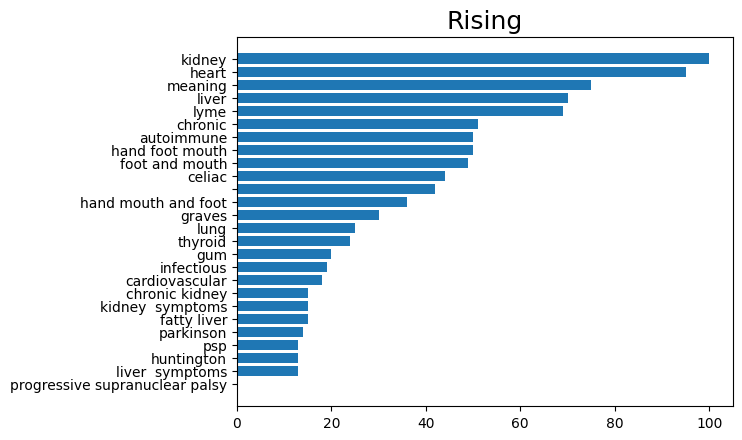 Rising
kidney
heart
meaning
liver
lyme
chronic
autoimmune
hand foot mouth
foot and mouth
celiac
hand mouth and foot
graves
lung
thyroid
gum
infectious
cardiovascular
chronic kidney
kidney  symptoms
fatty liver
parkinson
psp
huntington
liver  symptoms
progressive supranuclear palsy
0 20 40 60 80 100